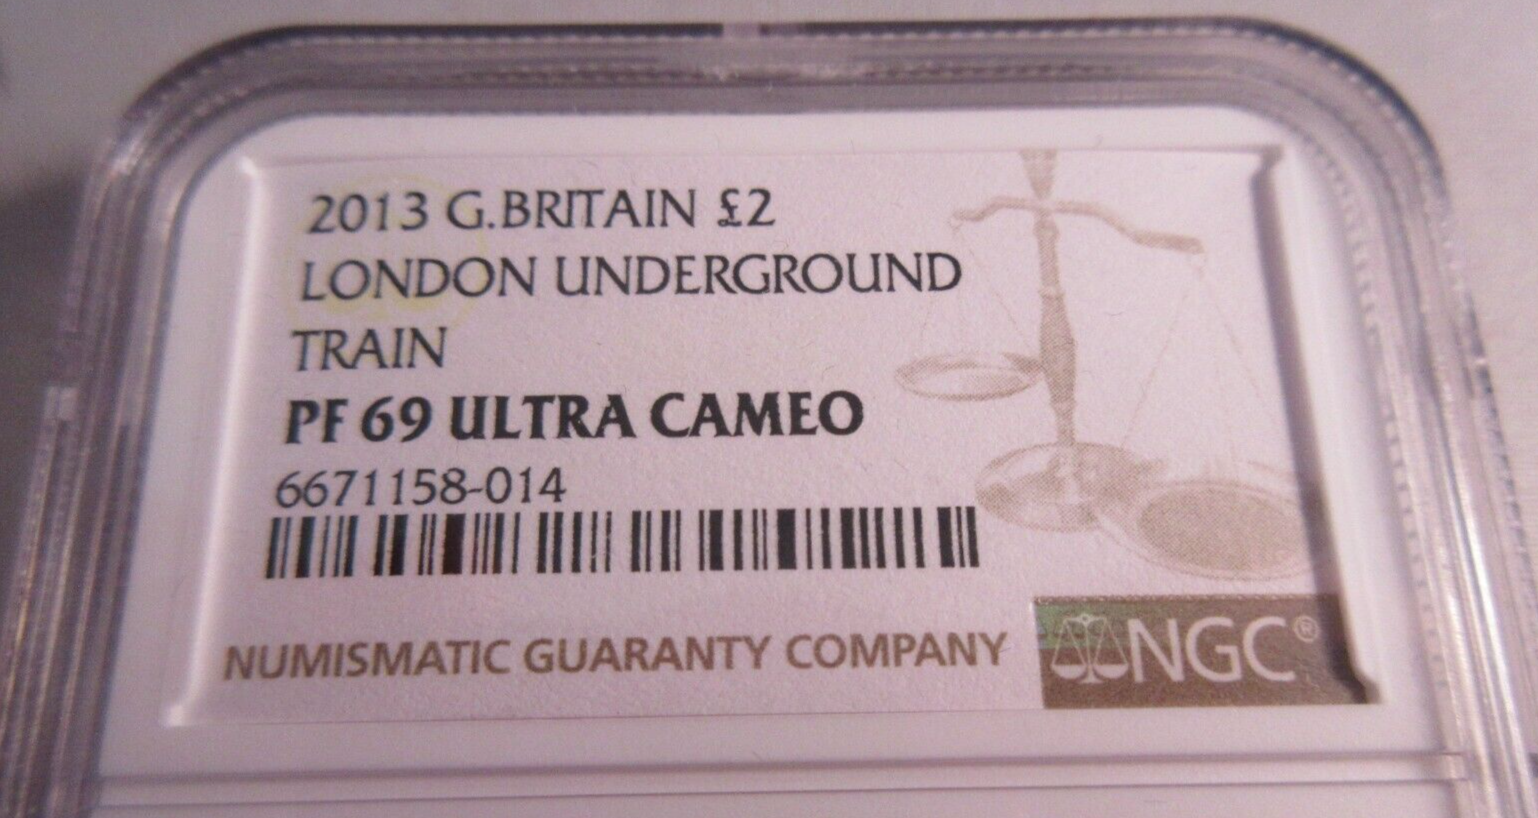 2013 G.BRITAIN £2
LONDON UNDERGROUND
TRAIN
PF 69 ULTRA CAMEO
6671158-014
NUMISMATIC GUARANTY COMPANY
NGC®